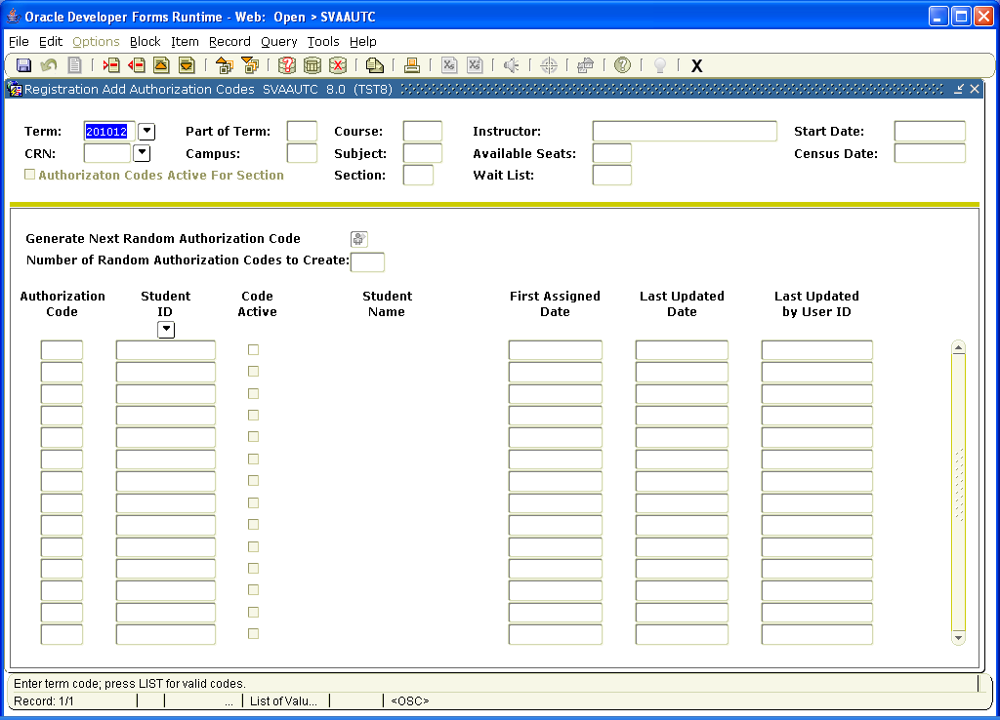 Oracle Developer Forms Runtime - Web: Open > SVAAUTC
File Edit Options Block Item Record Query Tools Help
X
Registration Add Authorization Codes SVAAUTC 8.0 (TST8)
Term: 201012 Part of Term: Course: Instructor: Start Date:
CRN: Campus: Subject: Available Seats: Census Date:
Authorizaton Codes Active For Section Section: Wait List:
Generate Next Random Authorization Code
Number of Random Authorization Codes to Create:
Authorization Student Code Student First Assigned Last Updated Last Updated
Code ID Active Name Date Date by User ID
Enter term code; press LIST for valid codes.
Record: 1/1 ... List of Valu... <OSC>